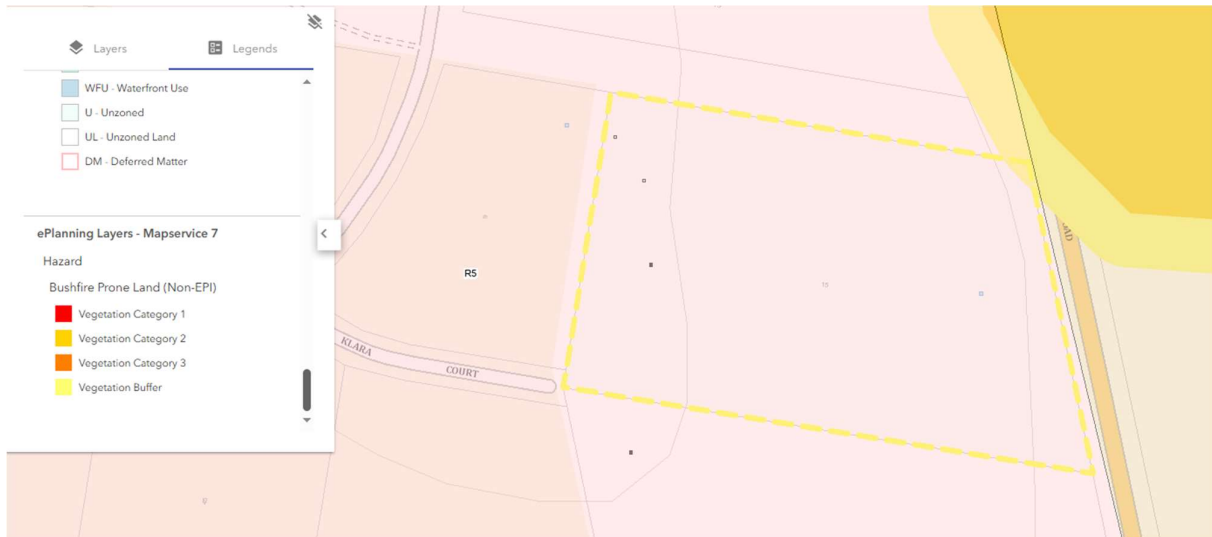 Layers
Legends
WFU - Waterfront Use
U - Unzoned
UL - Unzoned Land
DM - Deferred Matter
ePlanning Layers - Mapservice 7
Hazard
Bushfire Prone Land (Non-EPI)
Vegetation Category 1
Vegetation Category 2
Vegetation Category 3
Vegetation Buffer
R5
KLARA COURT